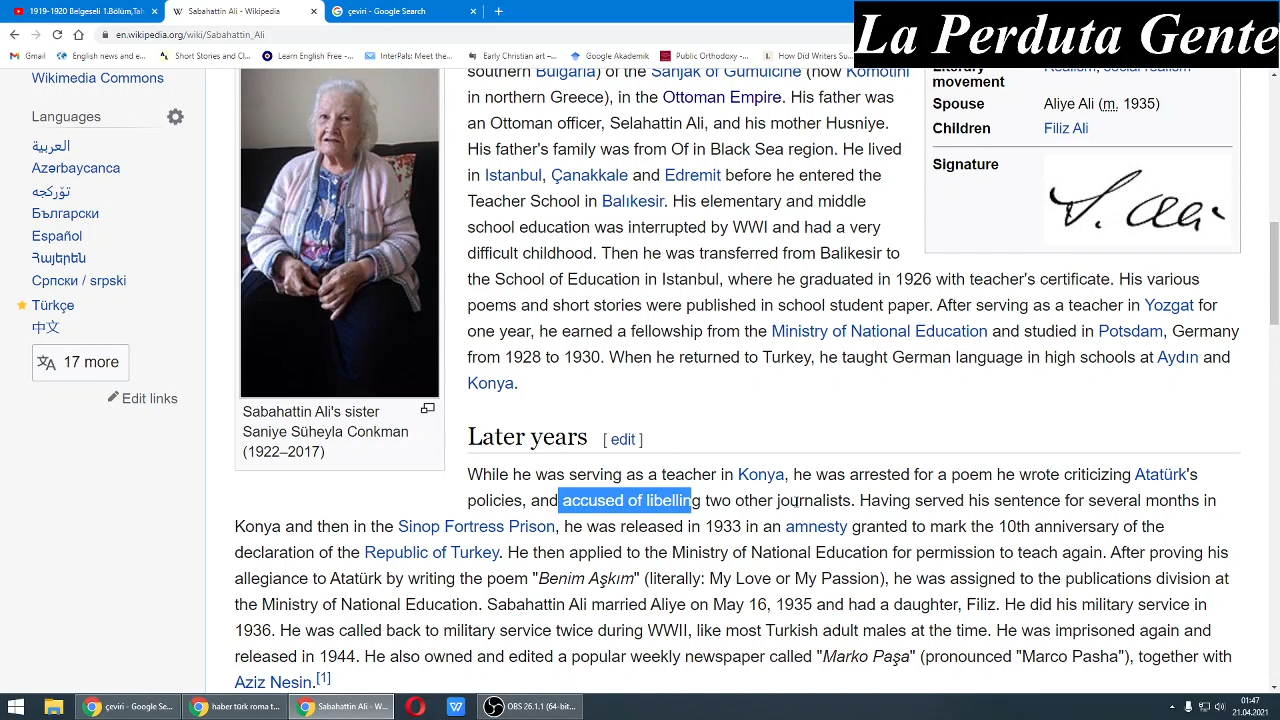 1919-1920 Belgeseli 1.Bölüm,Tah
Sabahattin Ali - Wikipedia
çeviri - Google Search
en.wikipedia.org/wiki/Sabahattin_Ali
La Perduta Gente
Gmail
English news and e...
Short Stories and Cl...
Learn English Free -...
InterPals: Meet the...
Early Christian art –...
Google Akademik
Public Orthodoxy -...
How Did Writers Su...
Wikimedia Commons
Languages
العربية
Azərbaycanca
تۆرکجه
Български
Español
Հայերեն
Српски / srpski
Türkçe
中文
17 more
Edit links
Sabahattin Ali's sister
Saniye Süheyla Conkman
(1922–2017)
southern Bulgaria) of the Sanjak of Gümülcine (now Komotini
in northern Greece), in the Ottoman Empire. His father was
an Ottoman officer, Selahattin Ali, and his mother Husniye.
His father's family was from Of in Black Sea region. He lived
in Istanbul, Çanakkale and Edremit before he entered the
Teacher School in Balıkesir. His elementary and middle
school education was interrupted by WWI and had a very
difficult childhood. Then he was transferred from Balikesir to
the School of Education in Istanbul, where he graduated in 1926 with teacher's certificate. His various
poems and short stories were published in school student paper. After serving as a teacher in Yozgat for
one year, he earned a fellowship from the Ministry of National Education and studied in Potsdam, Germany
from 1928 to 1930. When he returned to Turkey, he taught German language in high schools at Aydın and
Konya.
Literary Realism, social realism
movement
Spouse Aliye Ali (m. 1935)
Children Filiz Ali
Signature
S. Ali
Later years [ edit ]
While he was serving as a teacher in Konya, he was arrested for a poem he wrote criticizing Atatürk's
policies, and accused of libelling two other journalists. Having served his sentence for several months in
Konya and then in the Sinop Fortress Prison, he was released in 1933 in an amnesty granted to mark the 10th anniversary of the
declaration of the Republic of Turkey. He then applied to the Ministry of National Education for permission to teach again. After proving his
allegiance to Atatürk by writing the poem "Benim Aşkım" (literally: My Love or My Passion), he was assigned to the publications division at
the Ministry of National Education. Sabahattin Ali married Aliye on May 16, 1935 and had a daughter, Filiz. He did his military service in
1936. He was called back to military service twice during WWII, like most Turkish adult males at the time. He was imprisoned again and
released in 1944. He also owned and edited a popular weekly newspaper called "Marko Paşa" (pronounced "Marco Pasha"), together with
Aziz Nesin.[1]
çeviri - Google Se...
haber türk roma t...
Sabahattin Ali - W...
OBS 26.1.1 (64-bit...
01:47
21.04.2021